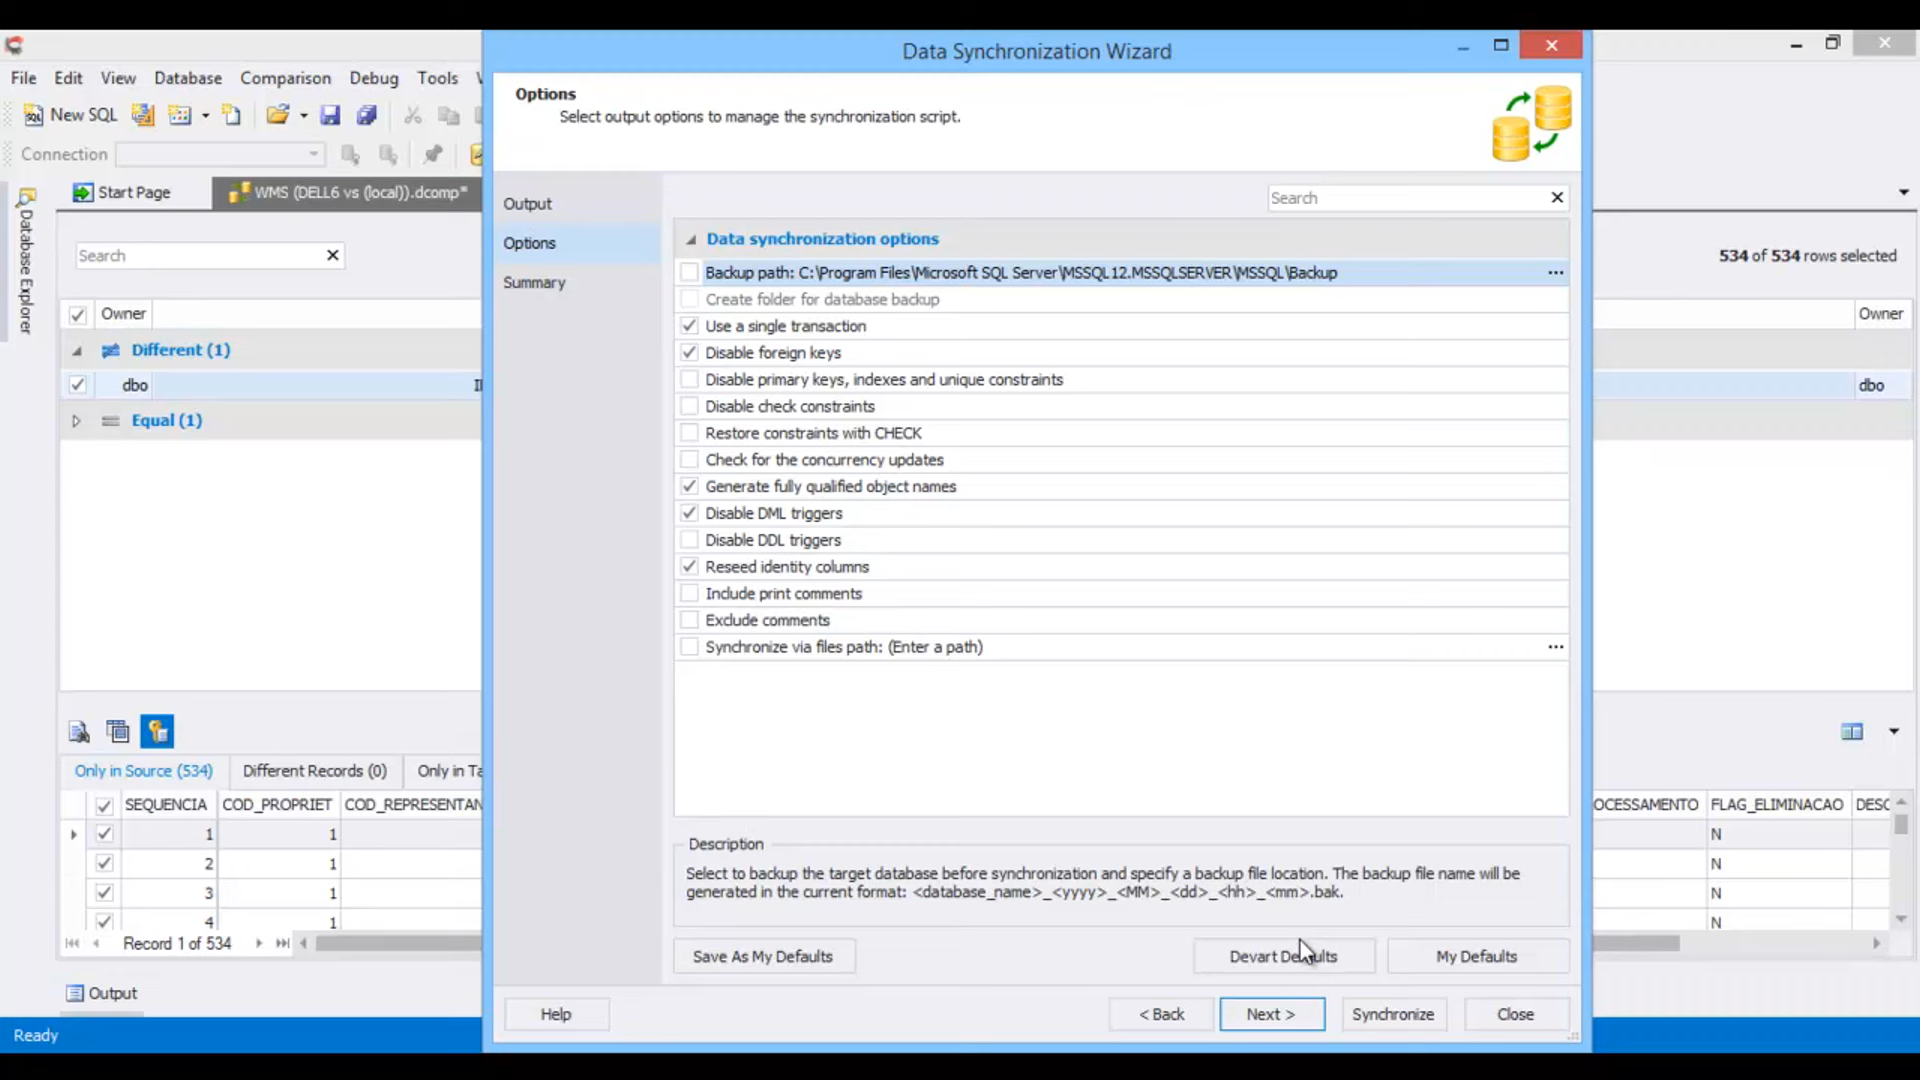 Data Synchronization Wizard
File Edit View Database Comparison Debug Tools
New SQL
Connection
Start Page
WMS (DELL6 vs (local)).dcomp*
Database Explorer
Search
534 of 534 rows selected
Owner
Owner
Different (1)
dbo
dbo
Equal (1)
Options
Select output options to manage the synchronization script.
Output
Options
Summary
Search
Data synchronization options
Backup path: C:\Program Files\Microsoft SQL Server\MSSQL12.MSSQLSERVER\MSSQL\Backup
Create folder for database backup
Use a single transaction
Disable foreign keys
Disable primary keys, indexes and unique constraints
Disable check constraints
Restore constraints with CHECK
Check for the concurrency updates
Generate fully qualified object names
Disable DML triggers
Disable DDL triggers
Reseed identity columns
Include print comments
Exclude comments
Synchronize via files path: (Enter a path)
Description
Select to backup the target database before synchronization and specify a backup file location. The backup file name will be
generated in the current format: <database_name>_<yyyy>_<MM>_<dd>_<hh>_<mm>.bak.
Save As My Defaults
Devart Defaults
My Defaults
Help
< Back
Next >
Synchronize
Close
Only in Source (534)
Different Records (0)
Only in Ta
SEQUENCIA COD_PROPRIET COD_REPRESENTAN
OCESSAMENTO FLAG_ELIMINACAO DESC
1 1 N
2 1 N
3 1 N
4 1 N
Record 1 of 534
Output
Ready